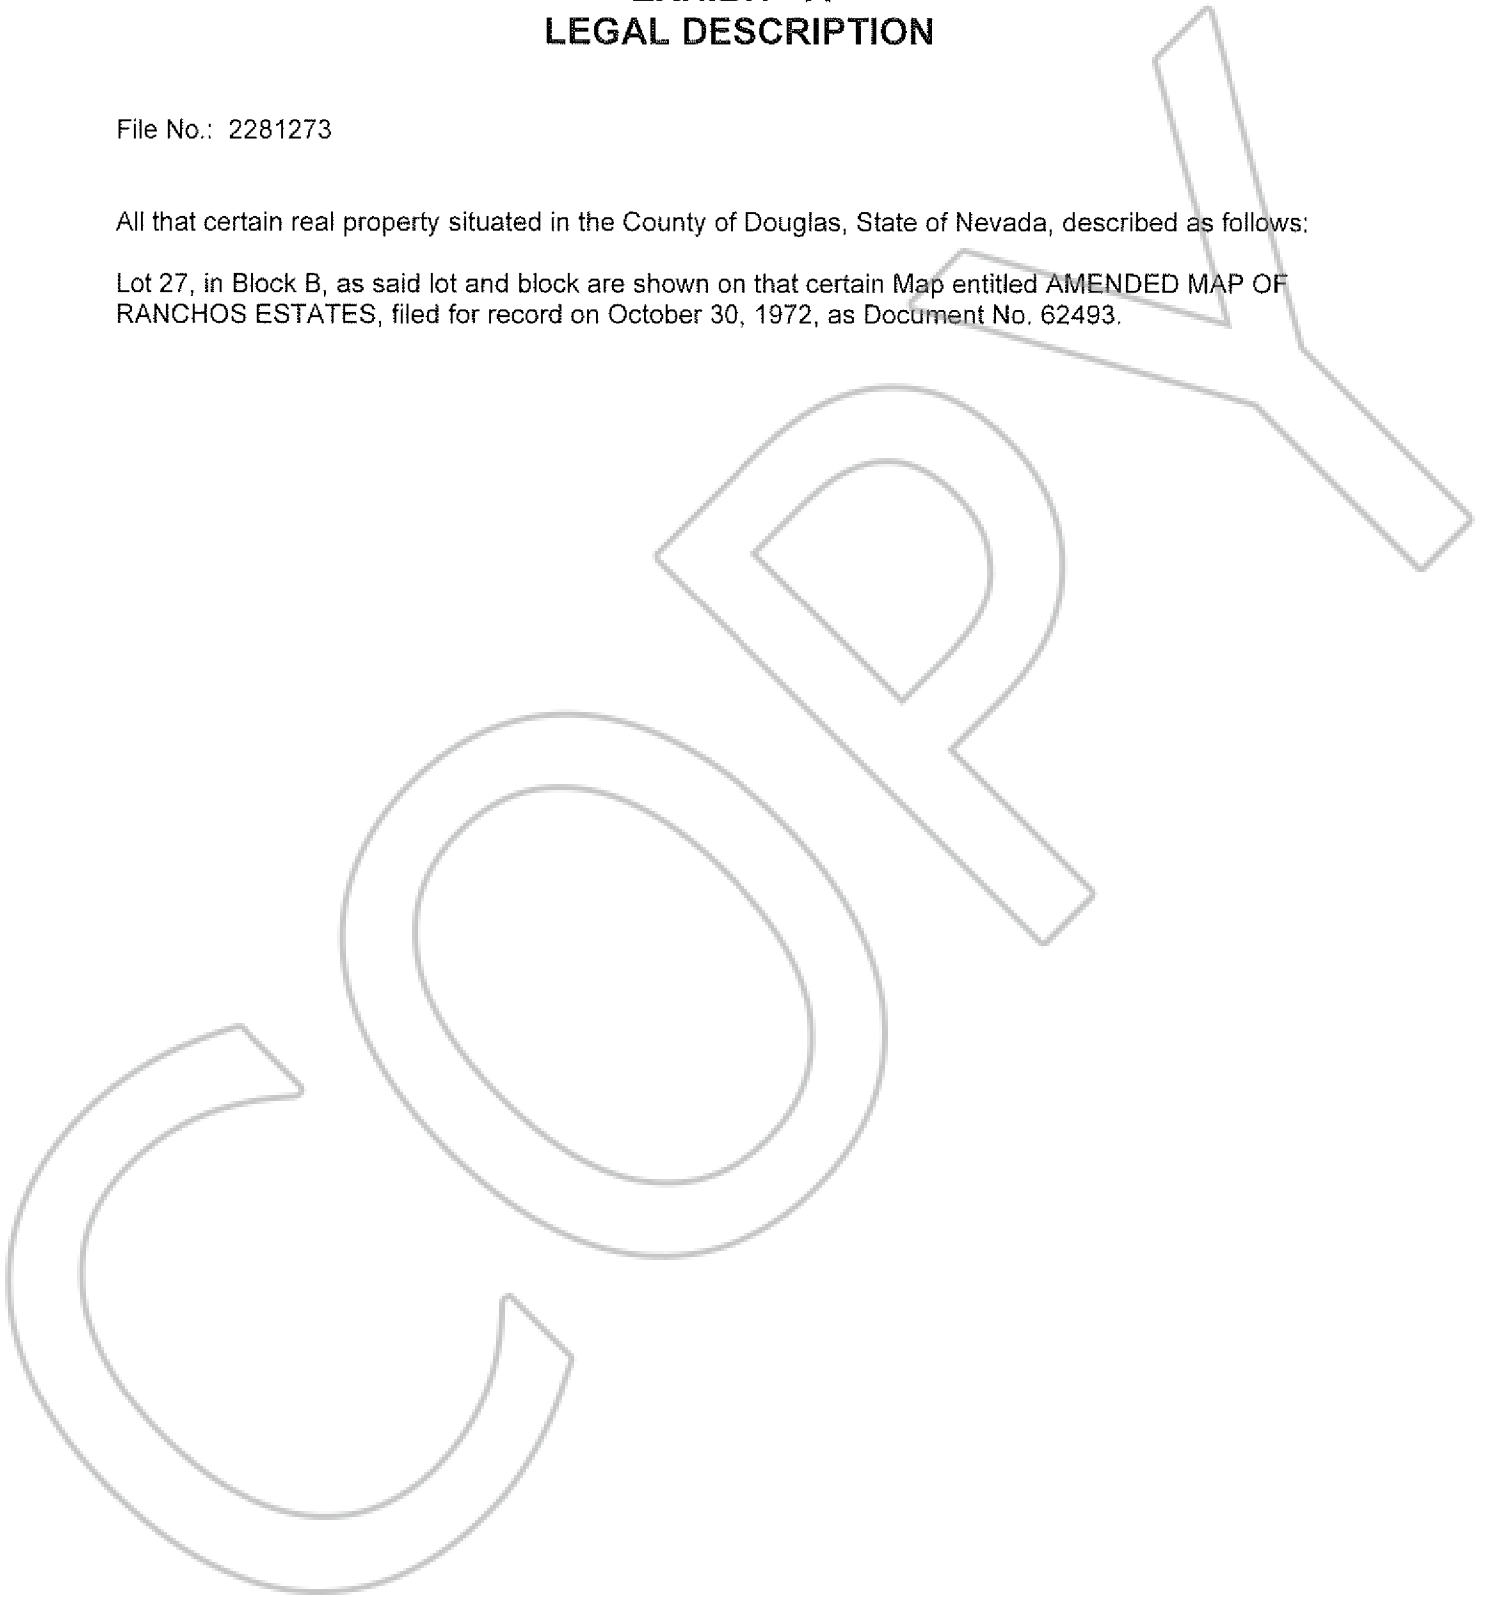 LEGAL DESCRIPTION
File No.: 2281273
All that certain real property situated in the County of Douglas, State of Nevada, described as follows:
Lot 27, in Block B, as said lot and block are shown on that certain Map entitled AMENDED MAP OF
RANCHOS ESTATES, filed for record on October 30, 1972, as Document No. 62493.
COPY